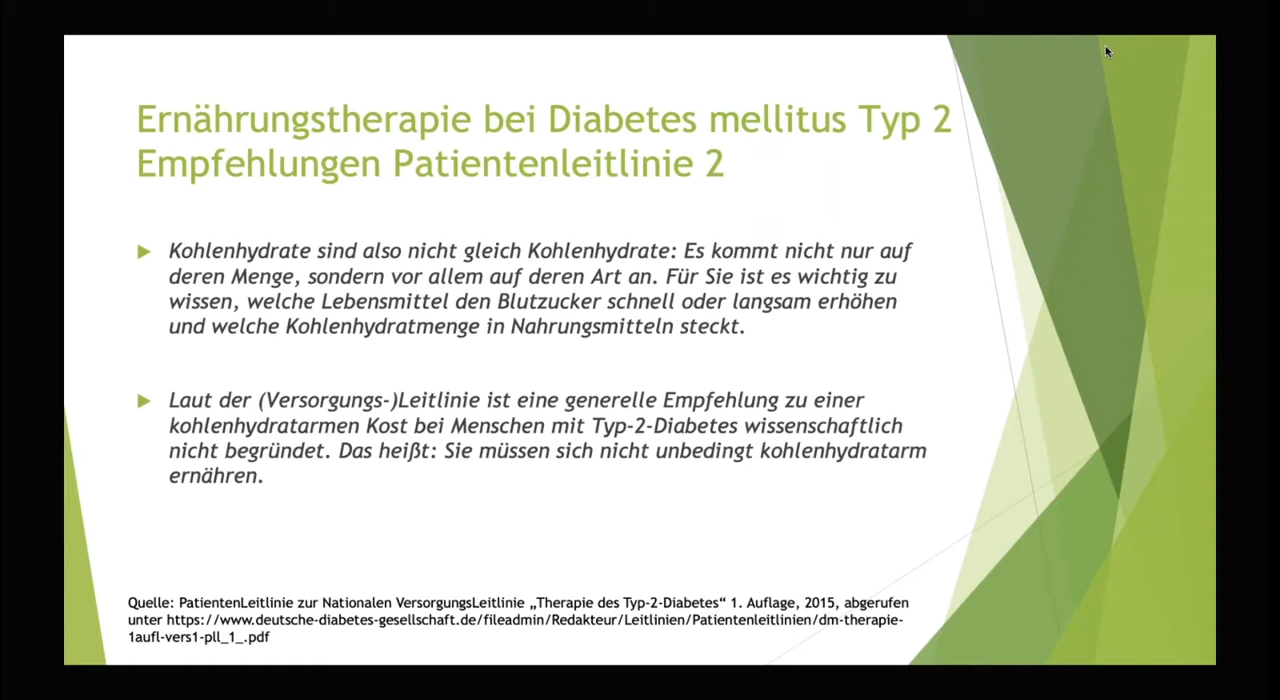 Ernährungstherapie bei Diabetes mellitus Typ 2
Empfehlungen Patientenleitlinie 2
Kohlenhydrate sind also nicht gleich Kohlenhydrate: Es kommt nicht nur auf
deren Menge, sondern vor allem auf deren Art an. Für Sie ist es wichtig zu
wissen, welche Lebensmittel den Blutzucker schnell oder langsam erhöhen
und welche Kohlenhydratmenge in Nahrungsmitteln steckt.
Laut der (Versorgungs-)Leitlinie ist eine generelle Empfehlung zu einer
kohlenhydratarmen Kost bei Menschen mit Typ-2-Diabetes wissenschaftlich
nicht begründet. Das heißt: Sie müssen sich nicht unbedingt kohlenhydratarm
ernähren.
Quelle: PatientenLeitlinie zur Nationalen VersorgungsLeitlinie „Therapie des Typ-2-Diabetes“ 1. Auflage, 2015, abgerufen
unter https://www.deutsche-diabetes-gesellschaft.de/fileadmin/Redakteur/Leitlinien/Patientenleitlinien/dm-therapie-
1aufl-vers1-pll_1_.pdf